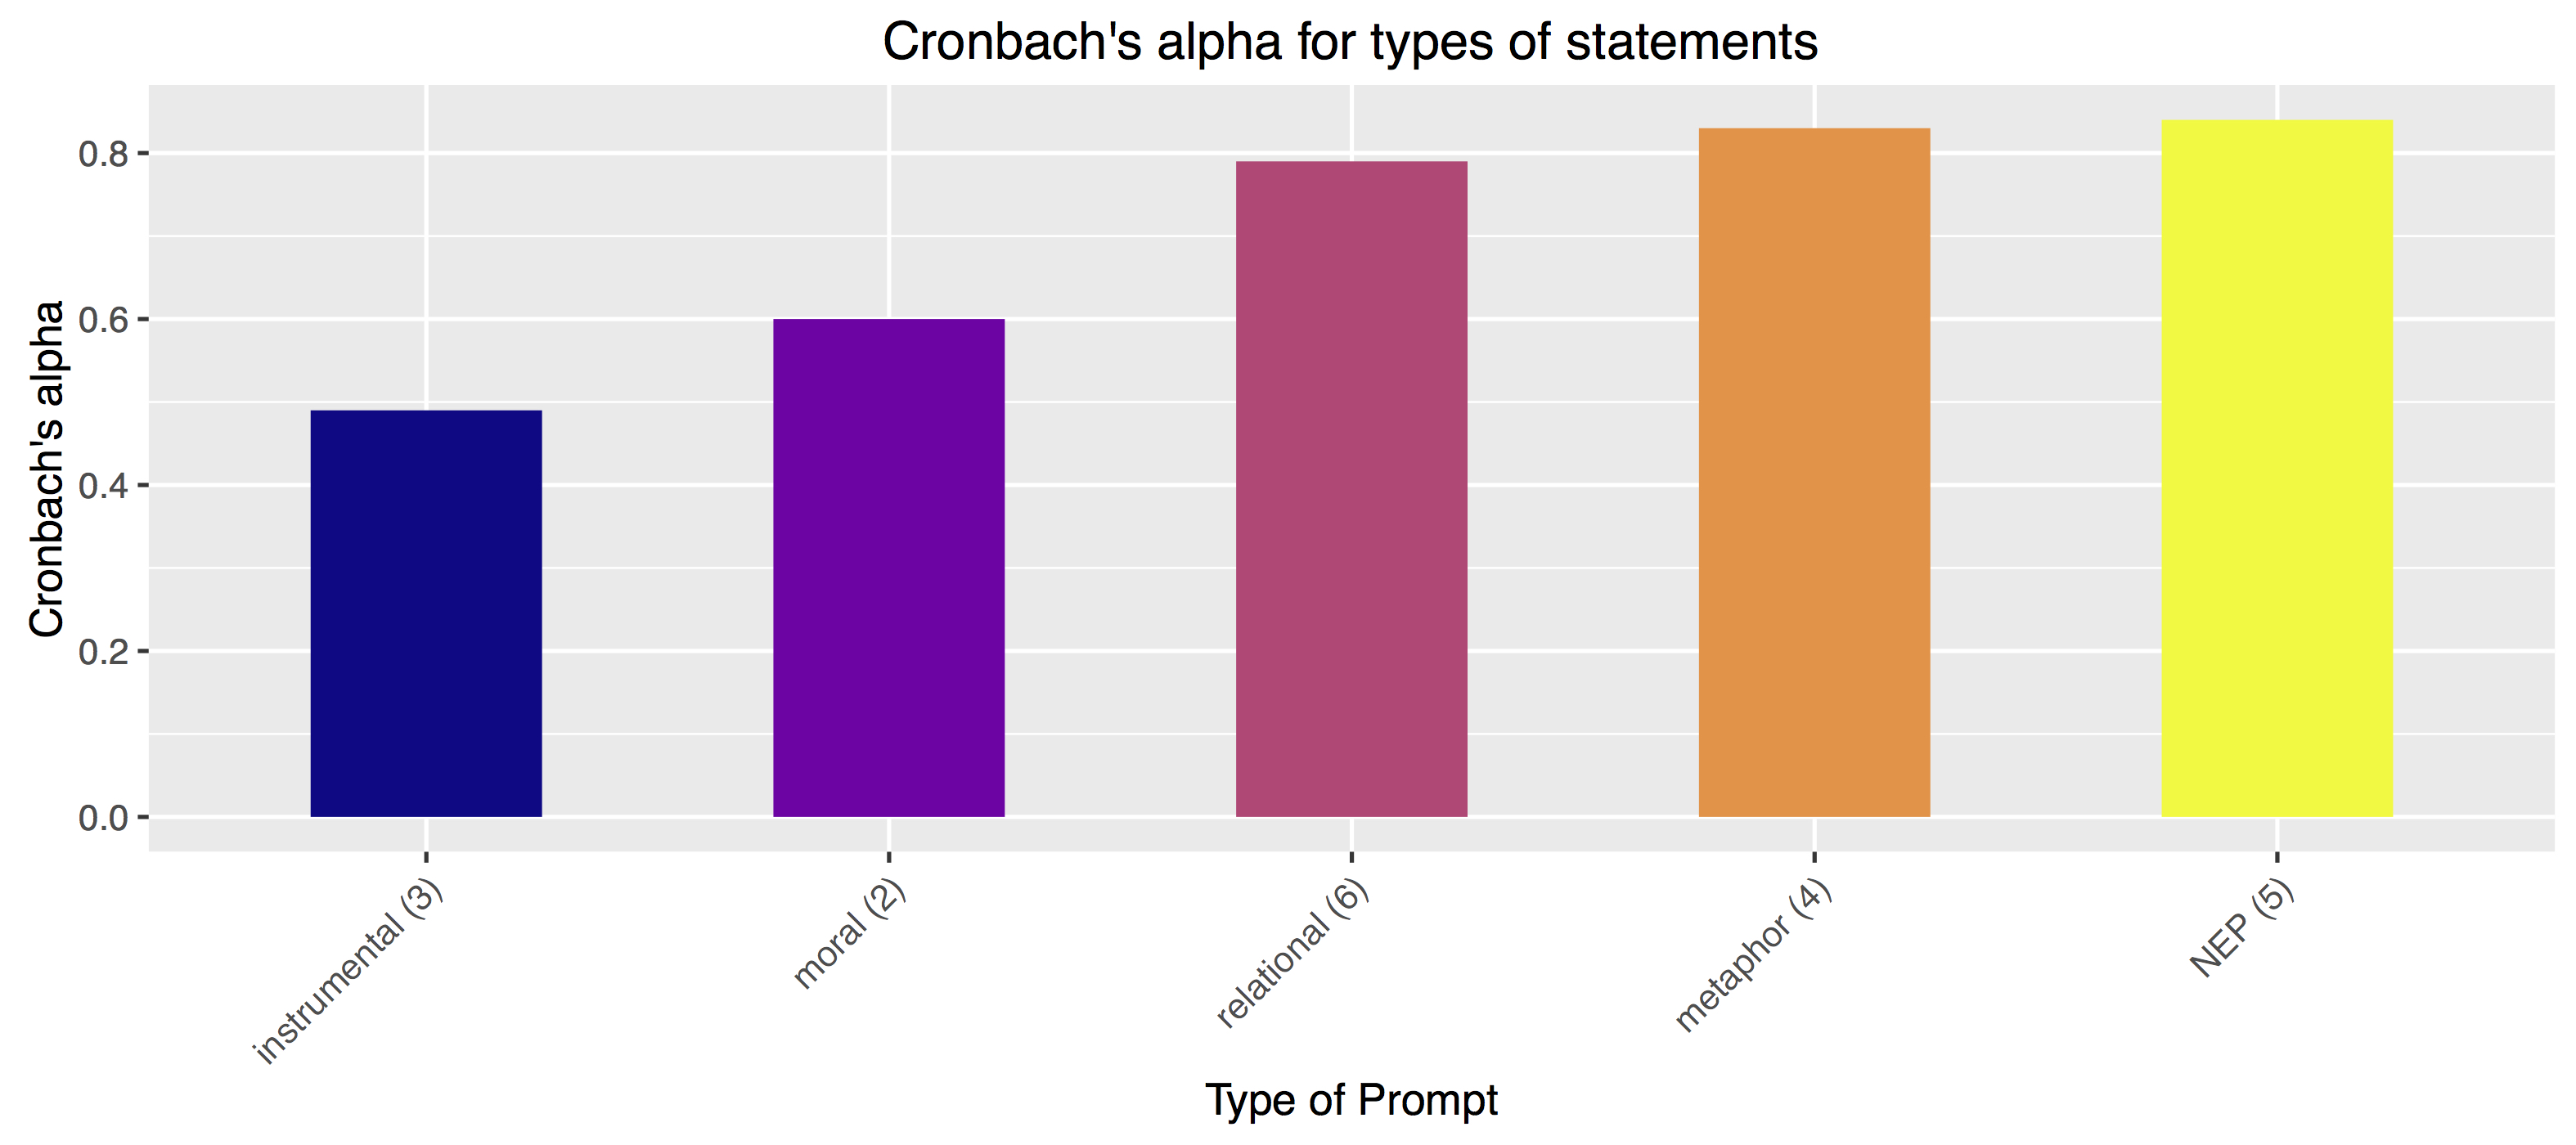 Cronbach's alpha for types of statements
Cronbach's alpha
0.8
0.6
0.4
0.2
0.0
instrumental (3)
moral (2)
relational (6)
metaphor (4)
NEP (5)
Type of Prompt